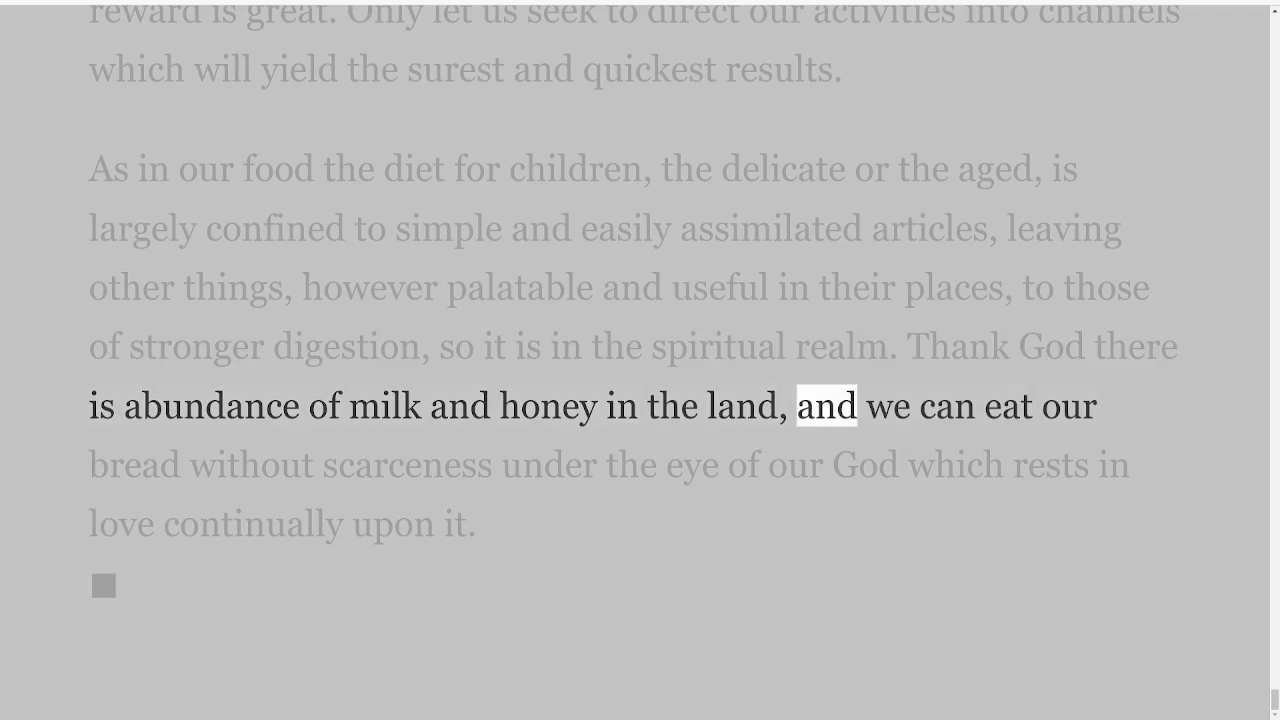 reward is great. Only let us seek to direct our activities into channels
which will yield the surest and quickest results.
As in our food the diet for children, the delicate or the aged, is
largely confined to simple and easily assimilated articles, leaving
other things, however palatable and useful in their places, to those
of stronger digestion, so it is in the spiritual realm. Thank God there
is abundance of milk and honey in the land, and we can eat our
bread without scarceness under the eye of our God which rests in
love continually upon it.